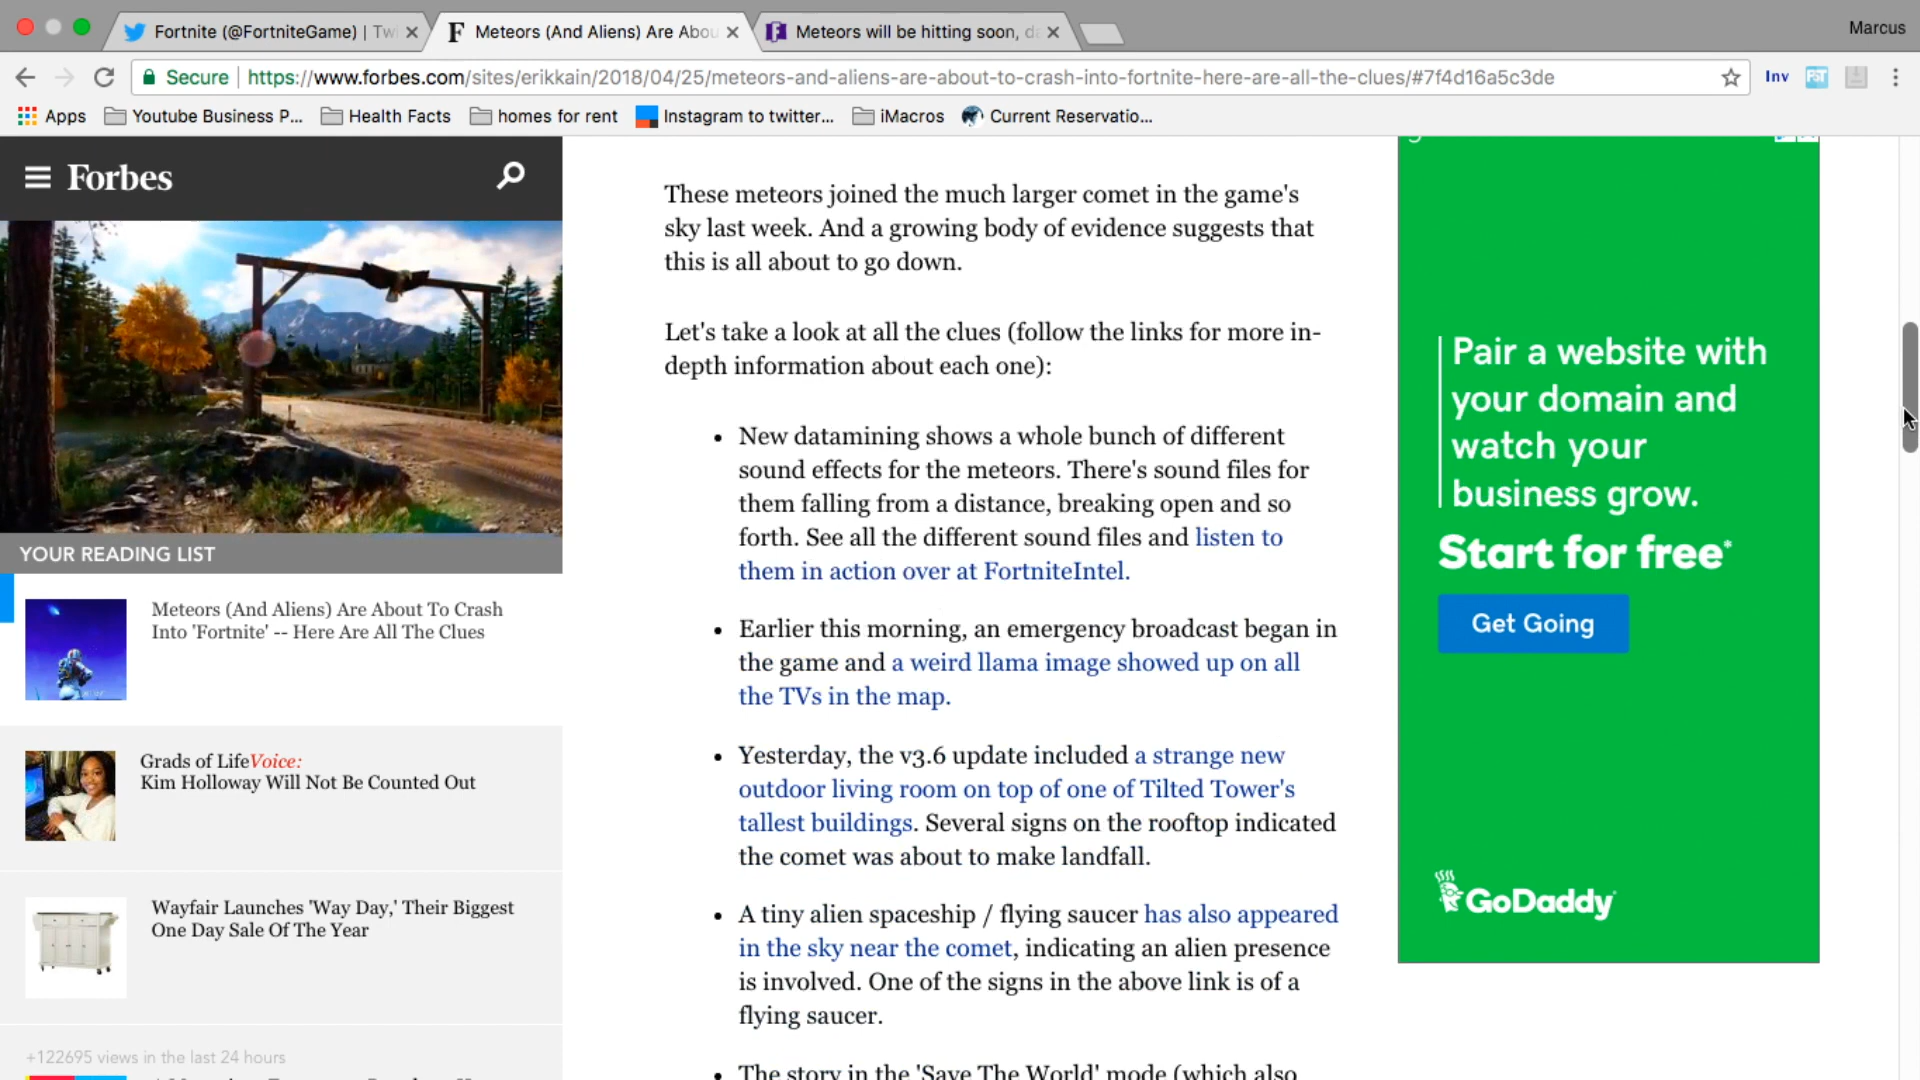 Fortnite (@FortniteGame) | Twi
Meteors (And Aliens) Are Abou
Meteors will be hitting soon, da
Marcus
Secure
https://www.forbes.com/sites/erikkain/2018/04/25/meteors-and-aliens-are-about-to-crash-into-fortnite-here-are-all-the-clues/#7f4d16a5c3de
Inv
Apps
Youtube Business P...
Health Facts
homes for rent
Instagram to twitter...
iMacros
Current Reservatio...
Forbes
YOUR READING LIST
Meteors (And Aliens) Are About To Crash
Into 'Fortnite' -- Here Are All The Clues
Grads of LifeVoice:
Kim Holloway Will Not Be Counted Out
Wayfair Launches 'Way Day,' Their Biggest
One Day Sale Of The Year
+122695 views in the last 24 hours
These meteors joined the much larger comet in the game's
sky last week. And a growing body of evidence suggests that
this is all about to go down.
Let's take a look at all the clues (follow the links for more in-
depth information about each one):
• New datamining shows a whole bunch of different
sound effects for the meteors. There's sound files for
them falling from a distance, breaking open and so
forth. See all the different sound files and listen to
them in action over at FortniteIntel.
• Earlier this morning, an emergency broadcast began in
the game and a weird llama image showed up on all
the TVs in the map.
• Yesterday, the v3.6 update included a strange new
outdoor living room on top of one of Tilted Tower's
tallest buildings. Several signs on the rooftop indicated
the comet was about to make landfall.
• A tiny alien spaceship / flying saucer has also appeared
in the sky near the comet, indicating an alien presence
is involved. One of the signs in the above link is of a
flying saucer.
• The story in the 'Save The World' mode (which also
Pair a website with
your domain and
watch your
business grow.
Start for free*
Get Going
GoDaddy